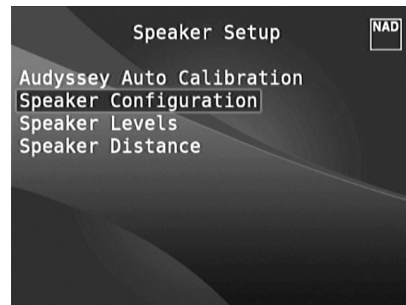 Speaker Setup
NAD
Audyssey Auto Calibration
Speaker Configuration
Speaker Levels
Speaker Distance